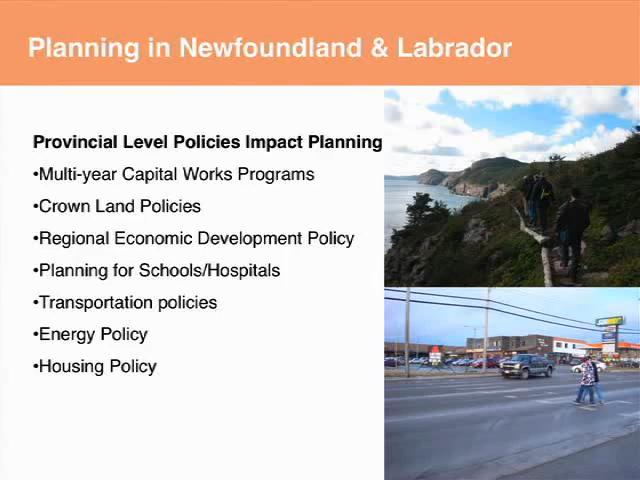 Planning in Newfoundland & Labrador
Provincial Level Policies Impact Planning
•Multi-year Capital Works Programs
•Crown Land Policies
•Regional Economic Development Policy
•Planning for Schools/Hospitals
•Transportation policies
•Energy Policy
•Housing Policy